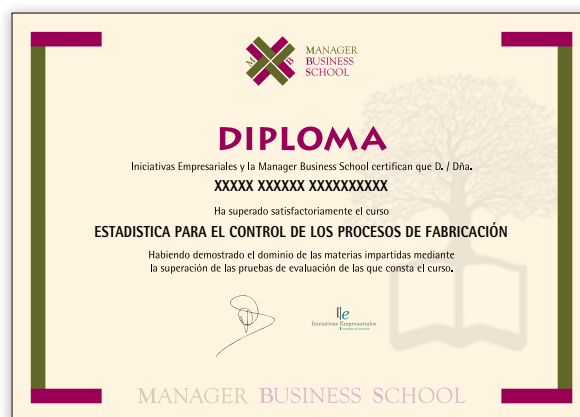 M B
MANAGER
BUSINESS
SCHOOL
DIPLOMA
Iniciativas Empresariales y la Manager Business School certifican que D. / Dña.
XXXXX XXXXXX XXXXXXXXXX
Ha superado satisfactoriamente el curso
ESTADISTICA PARA EL CONTROL DE LOS PROCESOS DE FABRICACIÓN
Habiendo demostrado el dominio de las materias impartidas mediante
la superación de las pruebas de evaluación de las que consta el curso.
Ile
Iniciativas Empresariales
MANAGER BUSINESS SCHOOL